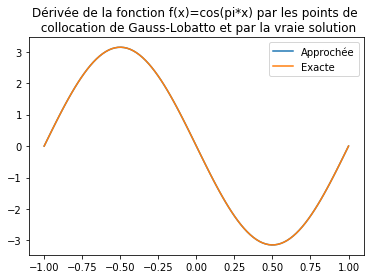 Dérivée de la fonction f(x)=cos(pi*x) par les points de
collocation de Gauss-Lobatto et par la vraie solution
Approchée
Exacte
3
2
1
0
−1
−2
−3
−1.00 −0.75 −0.50 −0.25 0.00 0.25 0.50 0.75 1.00